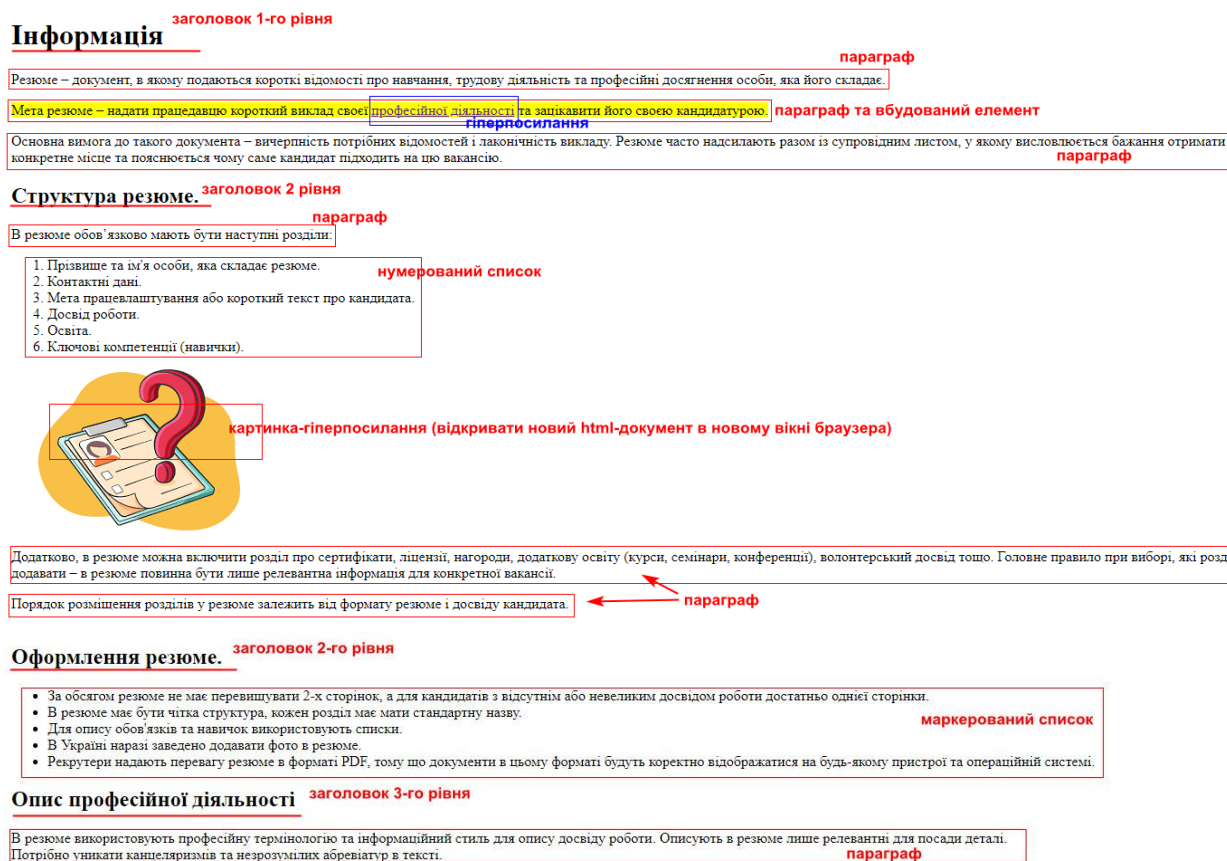 заголовок 1-го рівня
Інформація
параграф
Резюме – документ, в якому подаються короткі відомості про навчання, трудову діяльність та професійні досягнення особи, яка його складає.
Мета резюме – надати працедавцю короткий виклад своєї професійної діяльності та зацікавити його своєю кандидатурою. параграф та вбудований елемент
гіперпосилання
Основна вимога до такого документа – вичерпність потрібних відомостей і лаконічність викладу. Резюме часто надсилають разом із супровідним листом, у якому висловлюється бажання отримати
конкретне місце та пояснюється чому саме кандидат підходить на цю вакансію.
параграф
Структура резюме. заголовок 2 рівня
параграф
В резюме обов’язково мають бути наступні розділи:
1. Прізвище та ім'я особи, яка складає резюме.
нумерований список
2. Контактні дані.
3. Мета працевлаштування або короткий текст про кандидата.
4. Досвід роботи.
5. Освіта.
6. Ключові компетенції (навички).
картинка-гіперпосилання (відкривати новий html-документ в новому вікні браузера)
Додатково, в резюме можна включити розділ про сертифікати, ліцензії, нагороди, додаткову освіту (курси, семінари, конференції), волонтерський досвід тощо. Головне правило при виборі, які розд
додавати – в резюме повинна бути лише релевантна інформація для конкретної вакансії.
параграф
Порядок розміщення розділів у резюме залежить від формату резюме і досвіду кандидата.
Оформлення резюме. заголовок 2-го рівня
• За обсягом резюме не має перевищувати 2-х сторінок, а для кандидатів з відсутнім або невеликим досвідом роботи достатньо однієї сторінки.
• В резюме має бути чітка структура, кожен розділ має мати стандартну назву.
маркерований список
• Для опису обов'язків та навичок використовують списки.
• В Україні наразі заведено додавати фото в резюме.
• Рекрутери надають перевагу резюме в форматі PDF, тому що документи в цьому форматі будуть коректно відображатися на будь-якому пристрої та операційній системі.
Опис професійної діяльності заголовок 3-го рівня
В резюме використовують професійну термінологію та інформаційний стиль для опису досвіду роботи. Описують в резюме лише релевантні для посади деталі.
Потрібно уникати канцеляризмів та незрозумілих абревіатур в тексті.
параграф